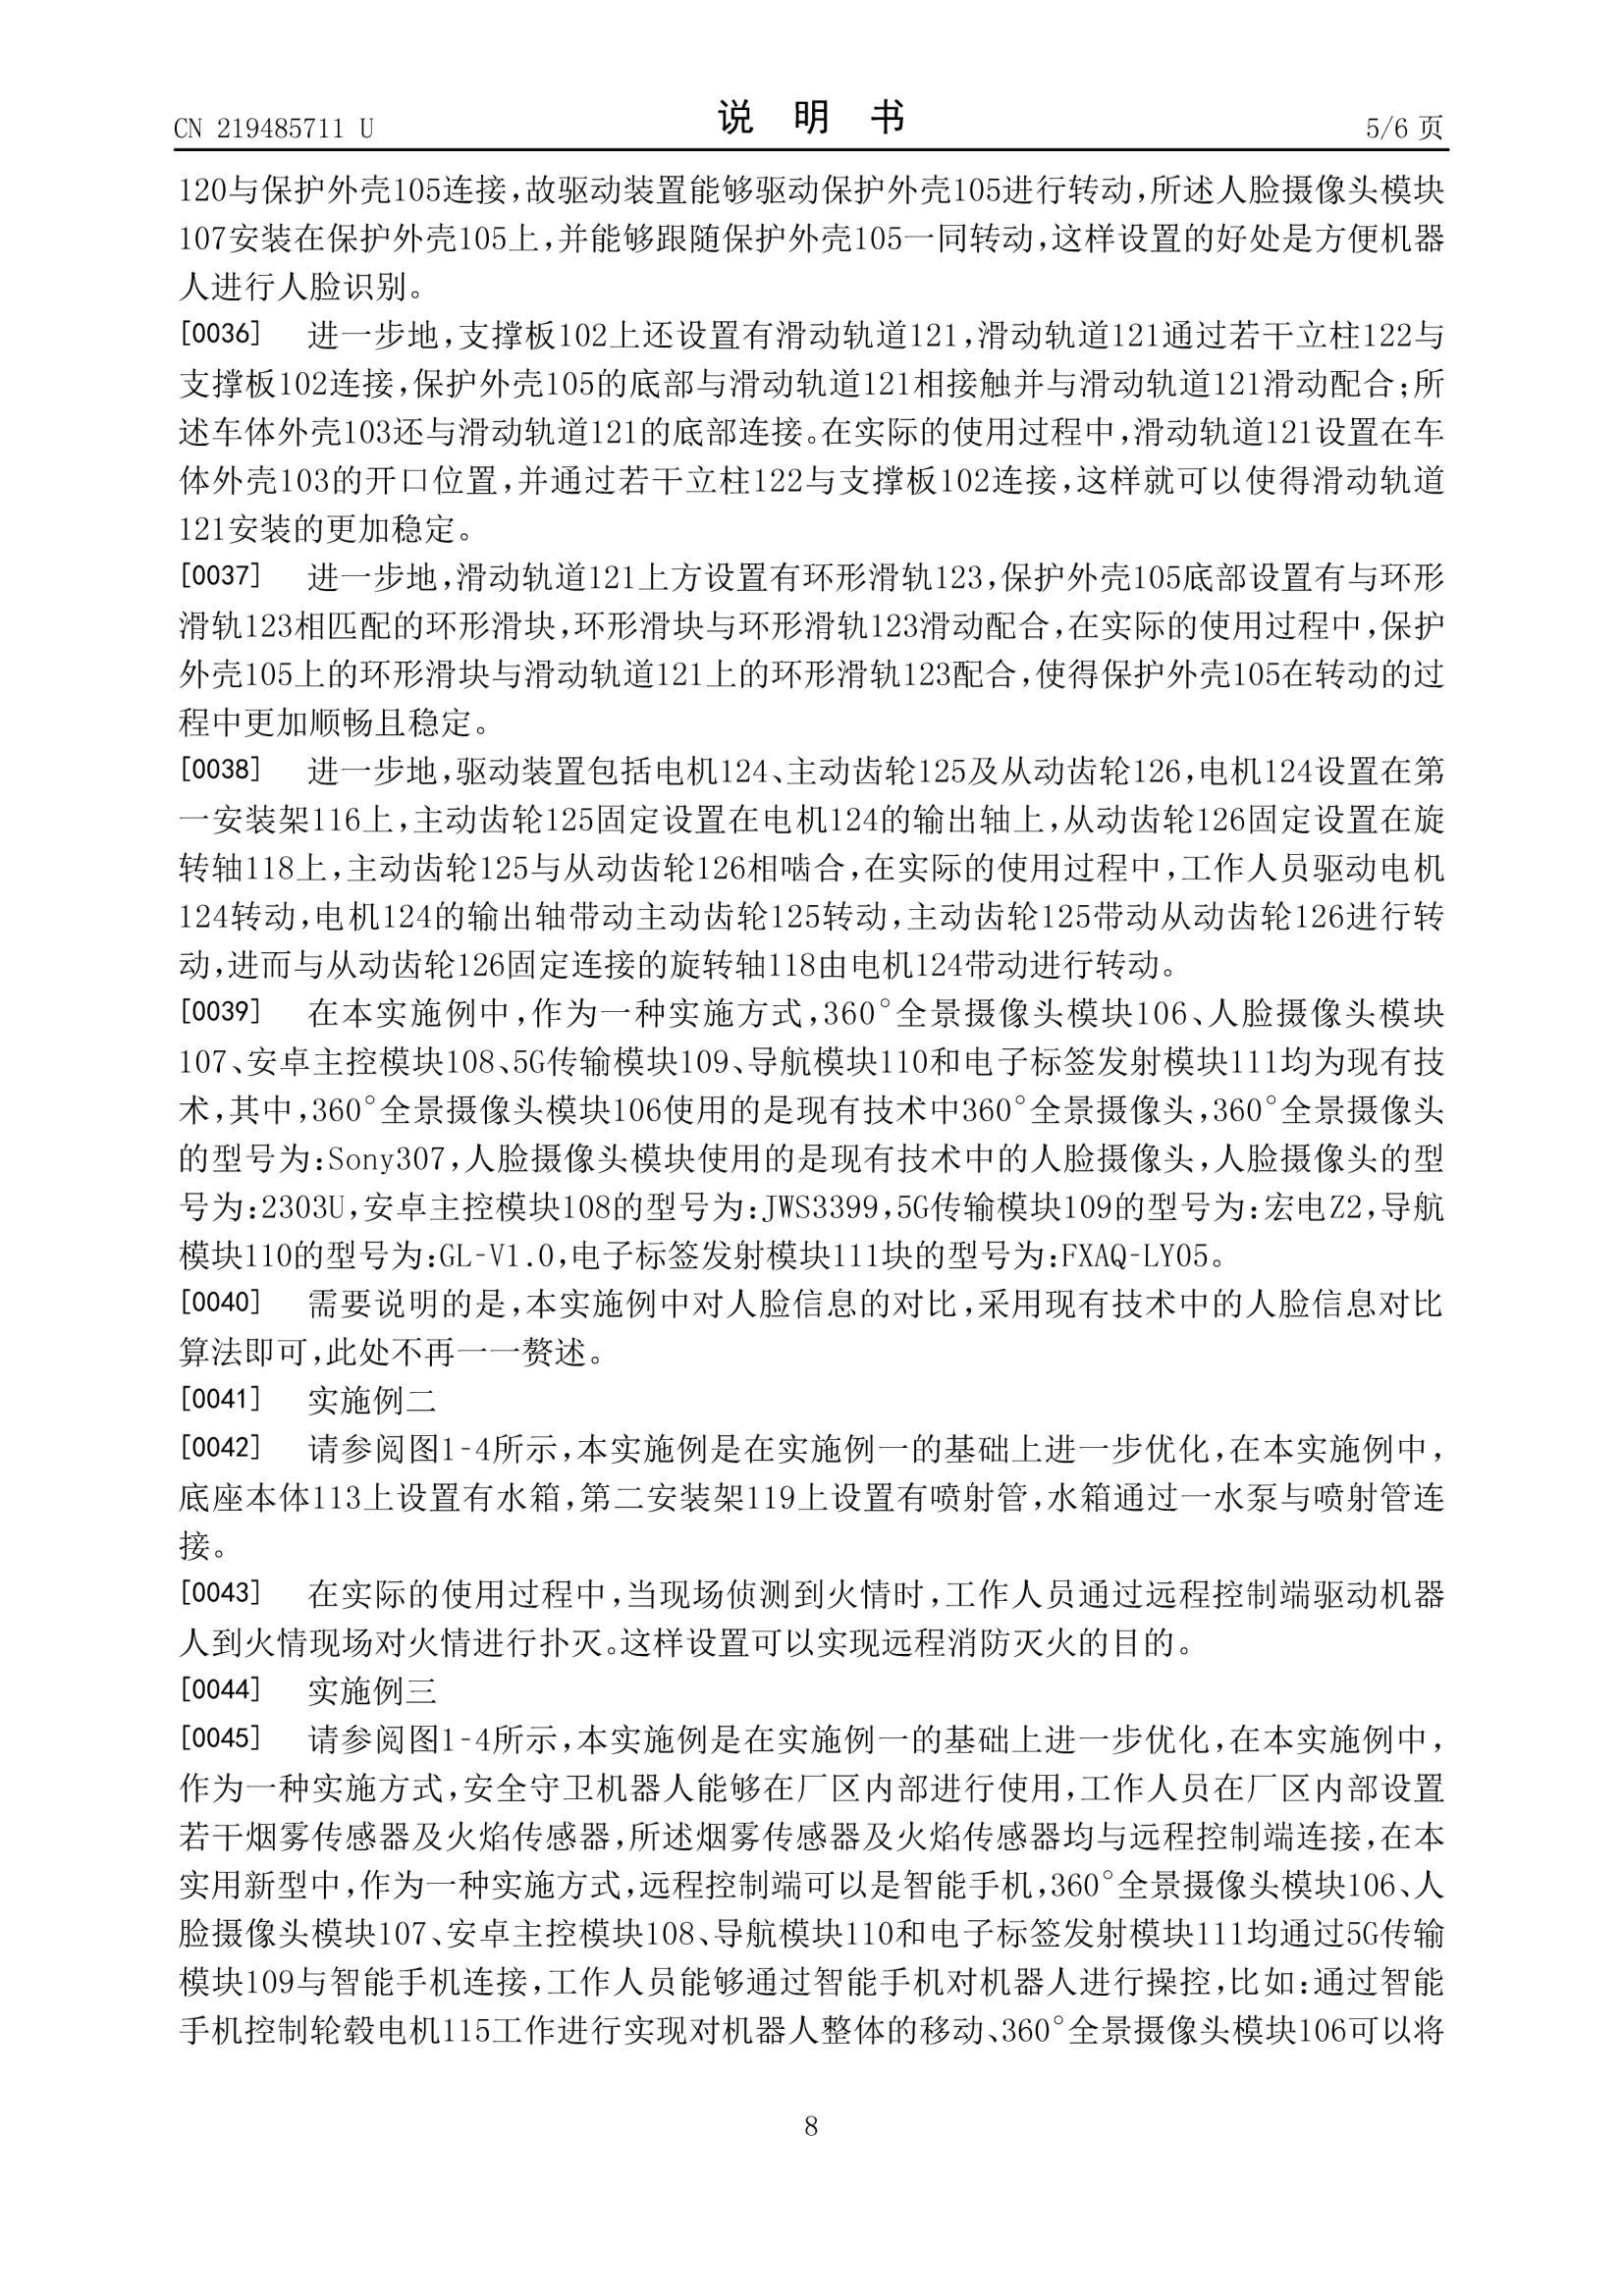 CN 219485711 U
说明书
5/6 页
120与保护外壳105连接,故驱动装置能够驱动保护外壳105进行转动,所述人脸摄像头模块
107安装在保护外壳105上,并能够跟随保护外壳105一同转动,这样设置的好处是方便机器
人进行人脸识别。
[0036] 进一步地,支撑板102上还设置有滑动轨道121,滑动轨道121通过若干立柱122与
支撑板102连接,保护外壳105的底部与滑动轨道121相接触并与滑动轨道121滑动配合;所
述车体外壳103还与滑动轨道121的底部连接。在实际的使用过程中,滑动轨道121设置在车
体外壳103的开口位置,并通过若干立柱122与支撑板102连接,这样就可以使得滑动轨道
121安装的更加稳定。
[0037] 进一步地,滑动轨道121上方设置有环形滑轨123,保护外壳105底部设置有与环形
滑轨123相匹配的环形滑块,环形滑块与环形滑轨123滑动配合,在实际的使用过程中,保护
外壳105上的环形滑块与滑动轨道121上的环形滑轨123配合,使得保护外壳105在转动的过
程中更加顺畅且稳定。
[0038] 进一步地,驱动装置包括电机124、主动齿轮125及从动齿轮126,电机124设置在第
一安装架116上,主动齿轮125固定设置在电机124的输出轴上,从动齿轮126固定设置在旋
转轴118上,主动齿轮125与从动齿轮126相啮合,在实际的使用过程中,工作人员驱动电机
124转动,电机124的输出轴带动主动齿轮125转动,主动齿轮125带动从动齿轮126进行转
动,进而与从动齿轮126固定连接的旋转轴118由电机124带动进行转动。
[0039] 在本实施例中,作为一种实施方式,360°全景摄像头模块106、人脸摄像头模块
107、安卓主控模块108、5G传输模块109、导航模块110和电子标签发射模块111均为现有技
术,其中,360°全景摄像头模块106使用的是现有技术中360°全景摄像头,360°全景摄像头
的型号为:Sony307,人脸摄像头模块使用的是现有技术中的人脸摄像头,人脸摄像头的型
号为:2303U,安卓主控模块108的型号为:JWS3399,5G传输模块109的型号为:宏电Z2,导航
模块110的型号为:GL-V1.0,电子标签发射模块111块的型号为:FXAQ-LY05。
[0040] 需要说明的是,本实施例中对人脸信息的对比,采用现有技术中的人脸信息对比
算法即可,此处不再一一赘述。
[0041] 实施例二
[0042] 请参阅图1-4所示,本实施例是在实施例一的基础上进一步优化,在本实施例中,
底座本体113上设置有水箱,第二安装架119上设置有喷射管,水箱通过一水泵与喷射管连
接。
[0043] 在实际的使用过程中,当现场侦测到火情时,工作人员通过远程控制端驱动机器
人到火情现场对火情进行扑灭。这样设置可以实现远程消防灭火的目的。
[0044] 实施例三
[0045] 请参阅图1-4所示,本实施例是在实施例一的基础上进一步优化,在本实施例中,
作为一种实施方式,安全守卫机器人能够在厂区内部进行使用,工作人员在厂区内部设置
若干烟雾传感器及火焰传感器,所述烟雾传感器及火焰传感器均与远程控制端连接,在本
实用新型中,作为一种实施方式,远程控制端可以是智能手机,360°全景摄像头模块106、人
脸摄像头模块107、安卓主控模块108、导航模块110和电子标签发射模块111均通过5G传输
模块109与智能手机连接,工作人员能够通过智能手机对机器人进行操控,比如:通过智能
手机控制轮毂电机115工作进行实现对机器人整体的移动、360°全景摄像头模块106可以将
8